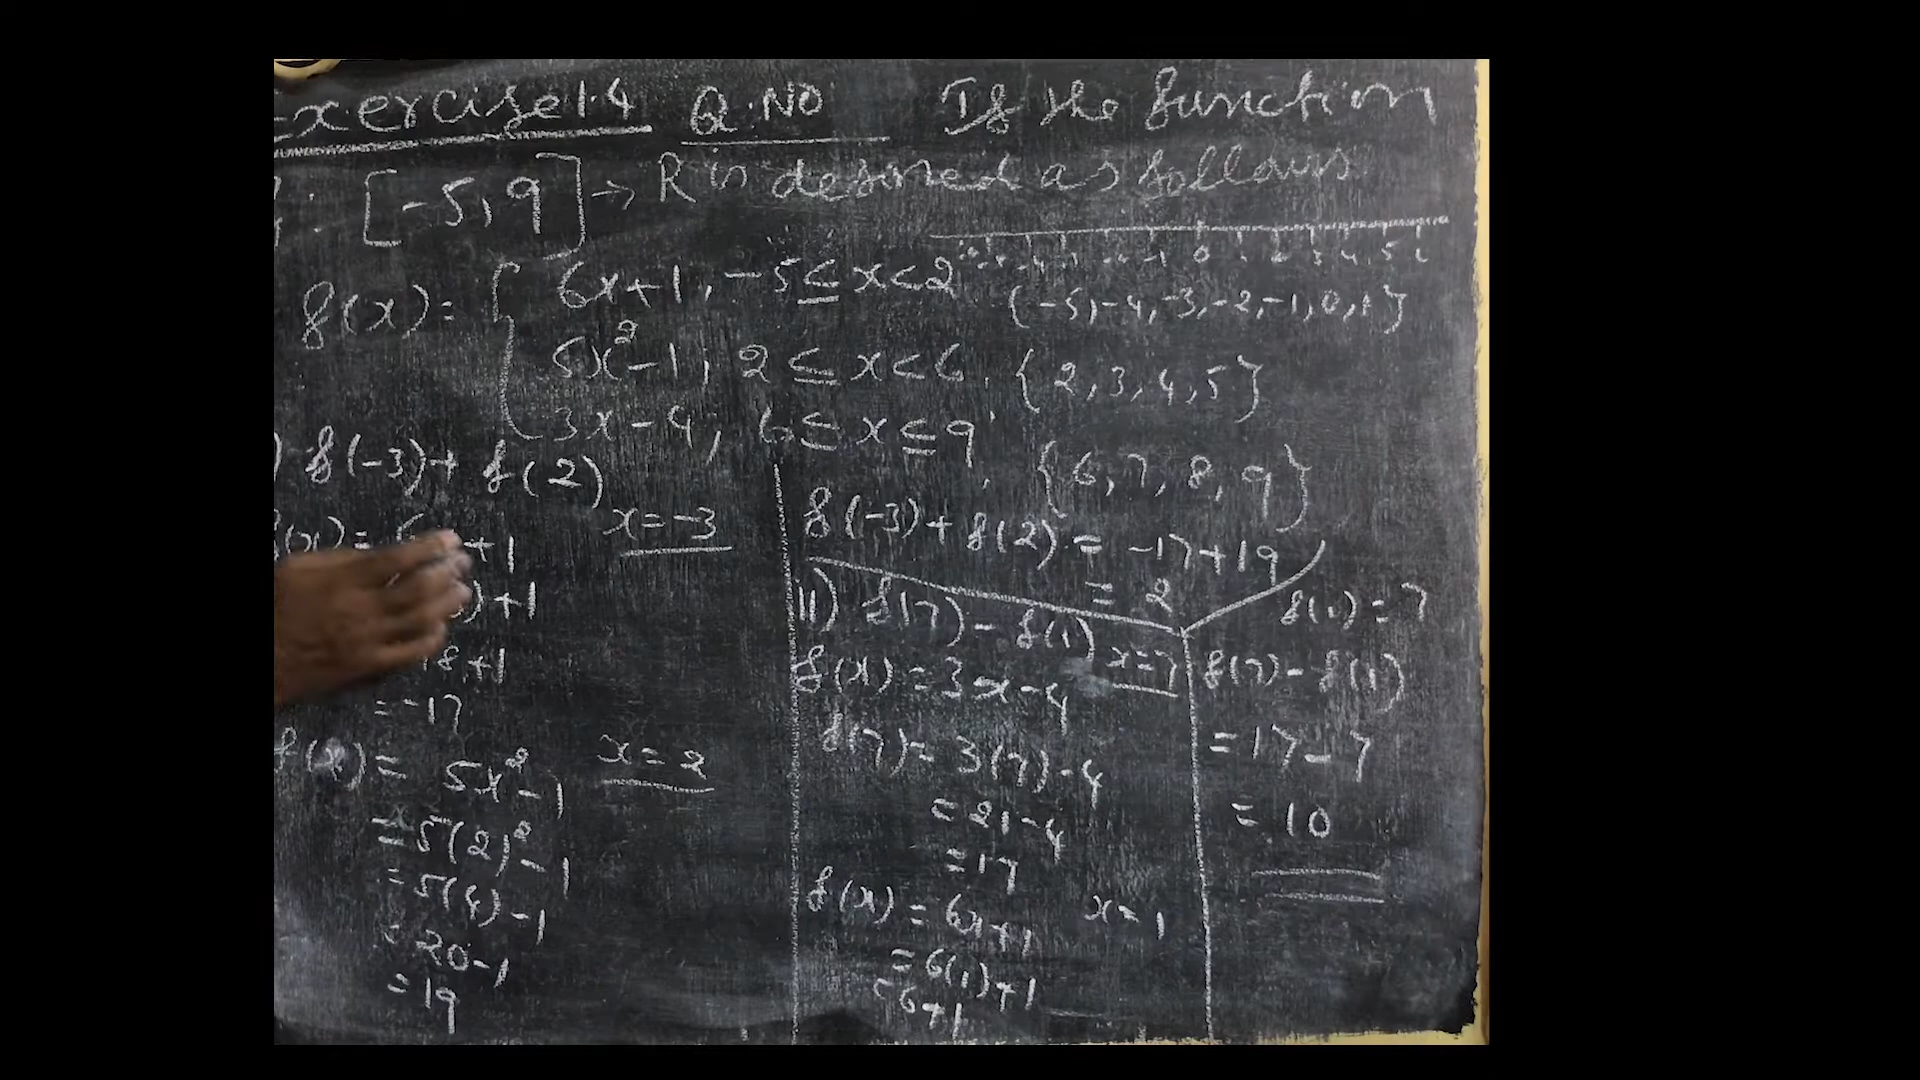 Exercise 1.4 Q.NO If the function
f: [-5,9] → R is defined as follows
f(x) = { 6x+1, -5 ≤ x < 2 {-5,-4,-3,-2,-1,0,1}
5x²-1, 2 ≤ x < 6 {2,3,4,5}
3x-4, 6 ≤ x ≤ 9 {6,7,8,9}
) f(-3) + f(2)
x = -3
+1
)+1
18+1
= -17
f(2) = 5x²-1 x = 2
= 5(2)²-1
= 5(4)-1
= 20-1
= 19
f(-3) + f(2) = -17+19
= 2
ii) f(7) - f(1)
f(x) = 3x-4 x=7
f(7) = 3(7)-4
= 21-4
= 17
f(x) = 6x+1 x=1
= 6(1)+1
= 6+1
f(1) = 7
f(7) - f(1)
= 17-7
= 10